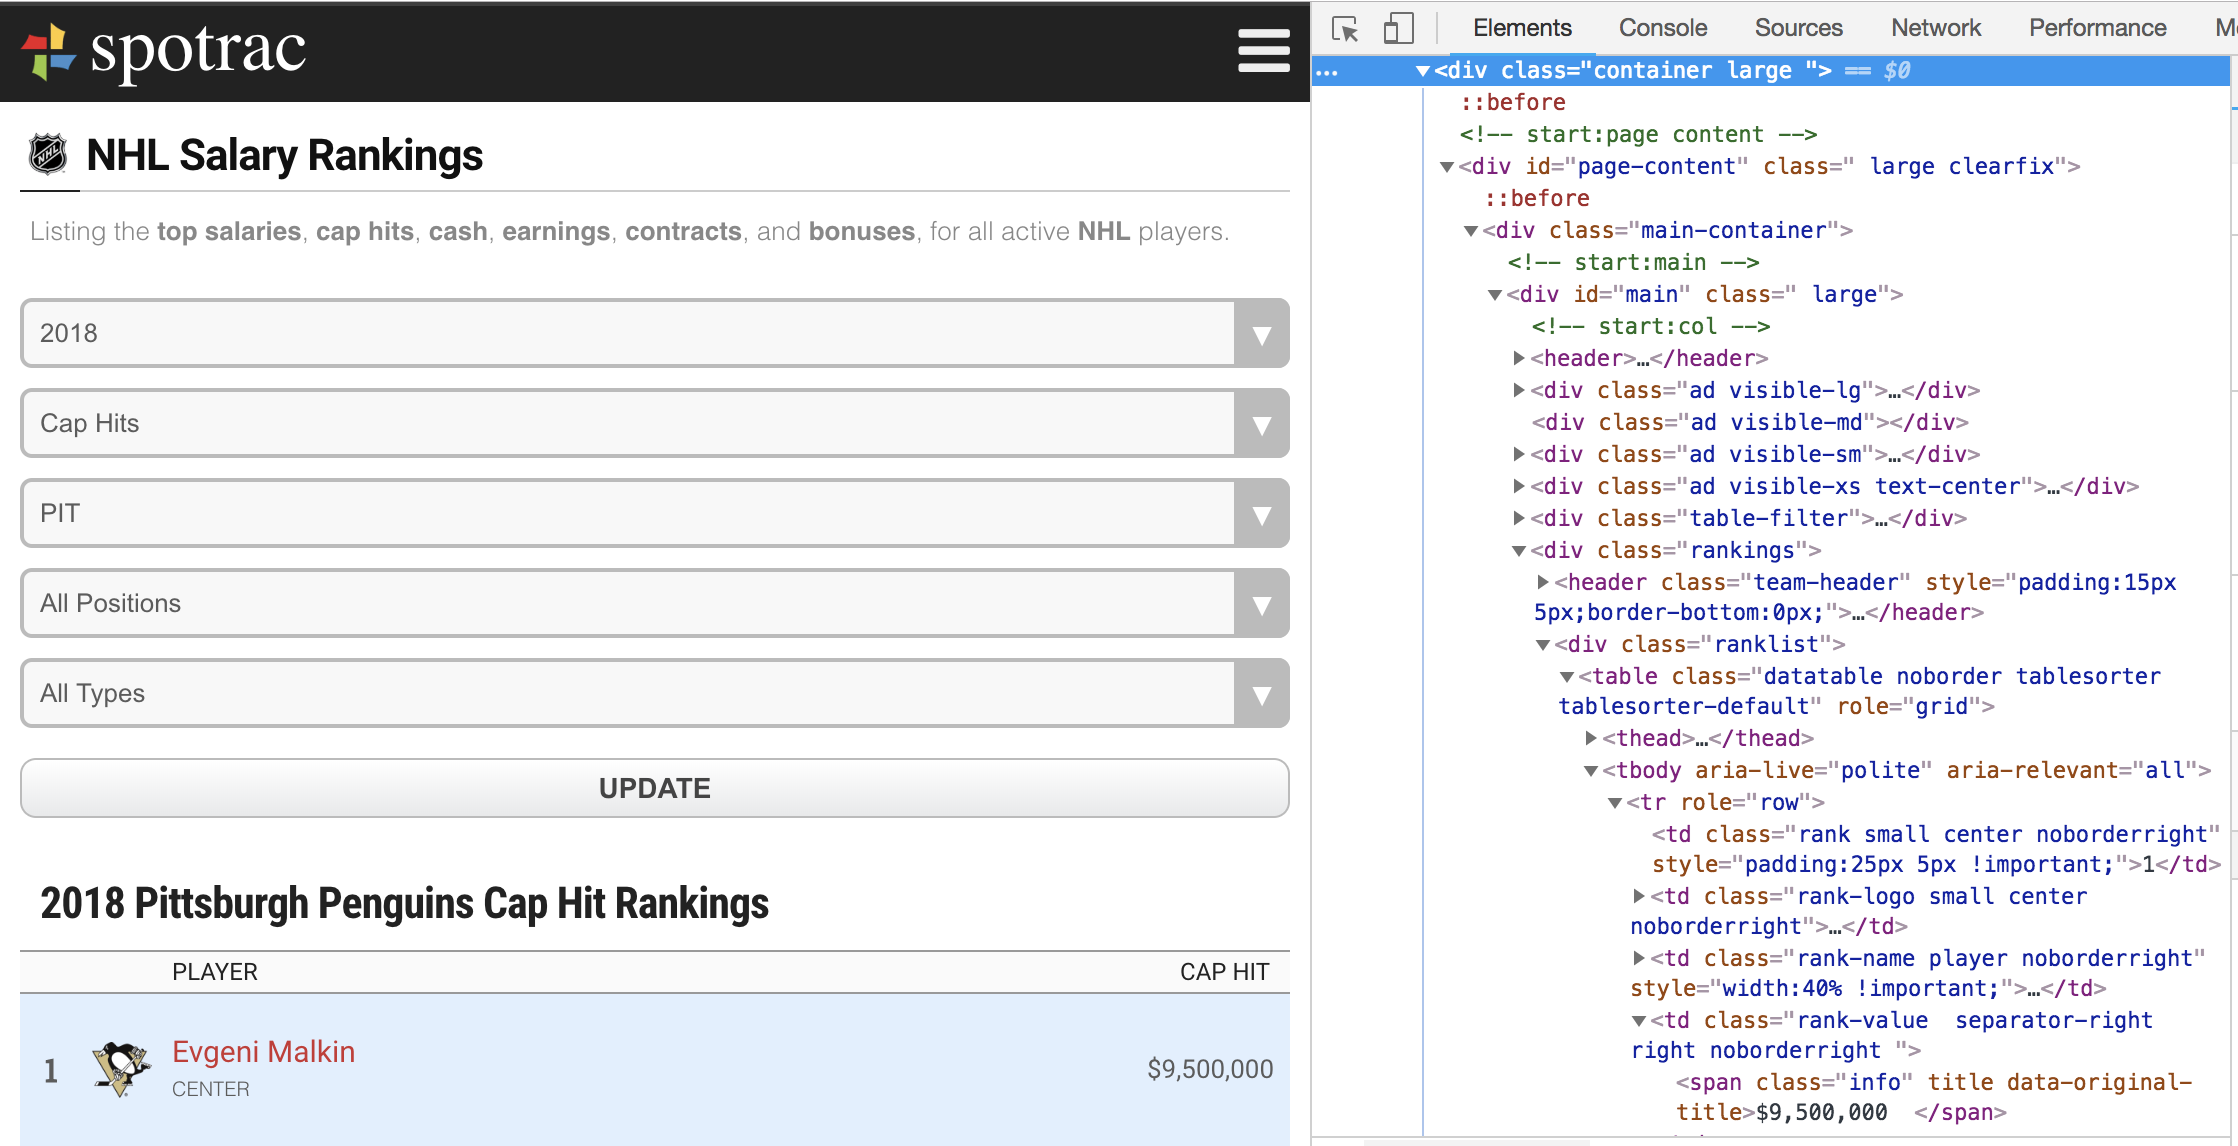 spotrac
NHL Salary Rankings
Listing the top salaries, cap hits, cash, earnings, contracts, and bonuses, for all active NHL players.
2018
Cap Hits
PIT
All Positions
All Types
UPDATE
2018 Pittsburgh Penguins Cap Hit Rankings
PLAYER CAP HIT
1 Evgeni Malkin $9,500,000
CENTER
Elements Console Sources Network Performance
… ▼<div class="container large "> == $0
::before
<!-- start:page content -->
▼<div id="page-content" class=" large clearfix">
::before
▼<div class="main-container">
<!-- start:main -->
▼<div id="main" class=" large">
<!-- start:col -->
▶<header>…</header>
▶<div class="ad visible-lg">…</div>
<div class="ad visible-md"></div>
▶<div class="ad visible-sm">…</div>
▶<div class="ad visible-xs text-center">…</div>
▶<div class="table-filter">…</div>
▼<div class="rankings">
▶<header class="team-header" style="padding:15px
5px;border-bottom:0px;">…</header>
▼<div class="ranklist">
▼<table class="datatable noborder tablesorter
tablesorter-default" role="grid">
▶<thead>…</thead>
▼<tbody aria-live="polite" aria-relevant="all">
▼<tr role="row">
<td class="rank small center noborderright"
style="padding:25px 5px !important;">1</td>
▶<td class="rank-logo small center
noborderright">…</td>
▶<td class="rank-name player noborderright"
style="width:40% !important;">…</td>
▼<td class="rank-value  separator-right
right noborderright ">
<span class="info" title data-original-
title>$9,500,000  </span>